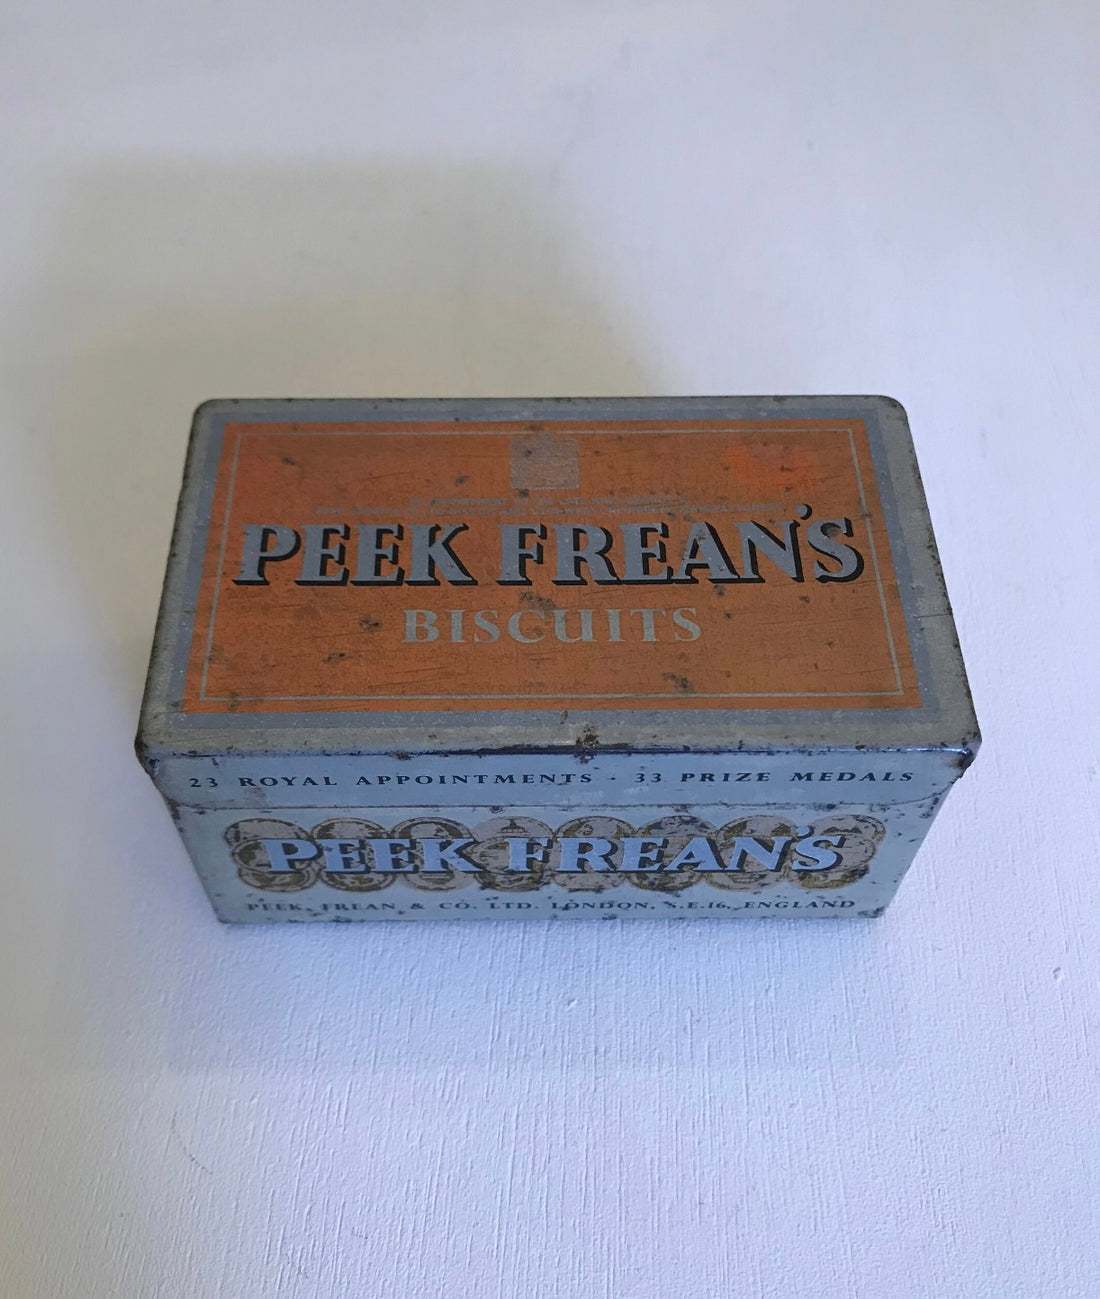 PEEK FREAN'S
BISCUITS
23 ROYAL APPOINTMENTS · 33 PRIZE MEDALS
PEEK FREAN'S
PEEK, FREAN & CO. LTD. LONDON, S.E.16, ENGLAND